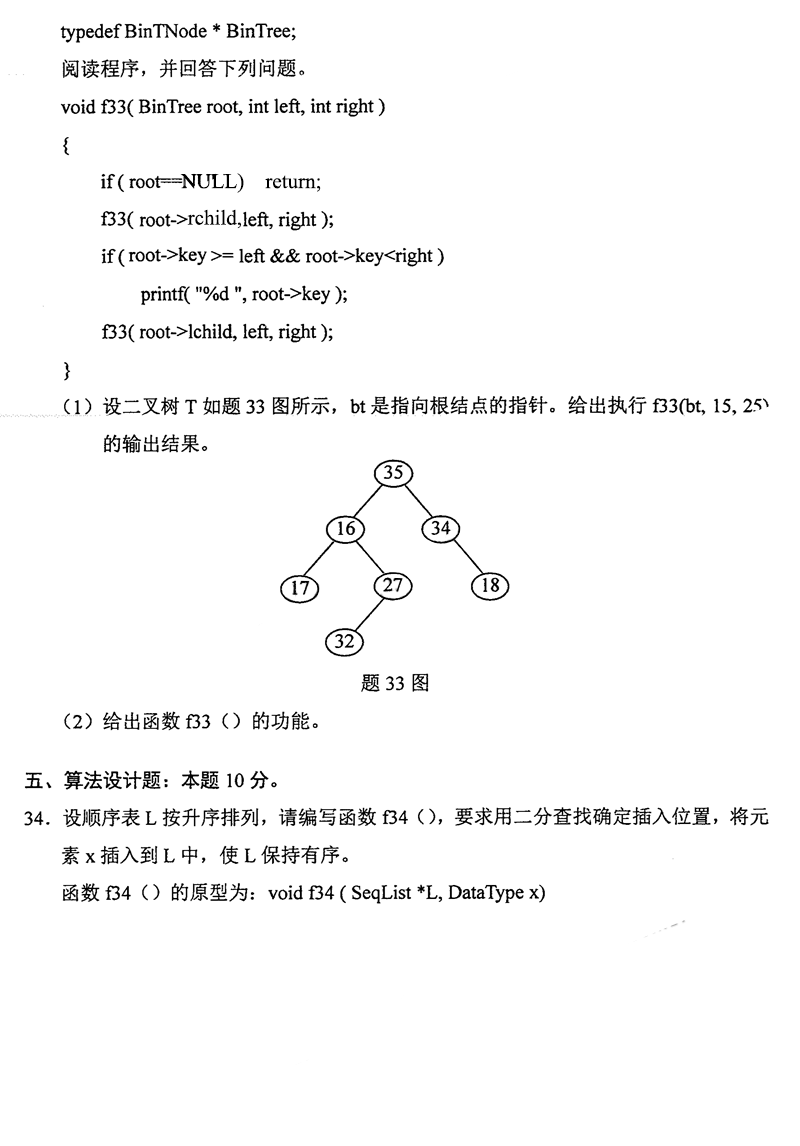 typedef BinTNode * BinTree;
阅读程序，并回答下列问题。
void f33( BinTree root, int left, int right )
{
if ( root==NULL) return;
f33( root->rchild,left, right );
if ( root->key >= left && root->key<right )
printf( "%d ", root->key );
f33( root->lchild, left, right );
}
（1）设二叉树 T 如题 33 图所示，bt 是指向根结点的指针。给出执行 f33(bt, 15, 25)
的输出结果。
35
16 34
17 27 18
32
题 33 图
（2）给出函数 f33（）的功能。
五、算法设计题：本题 10 分。
34．设顺序表 L 按升序排列，请编写函数 f34（），要求用二分查找确定插入位置，将元
素 x 插入到 L 中，使 L 保持有序。
函数 f34（）的原型为：void f34 ( SeqList *L, DataType x)